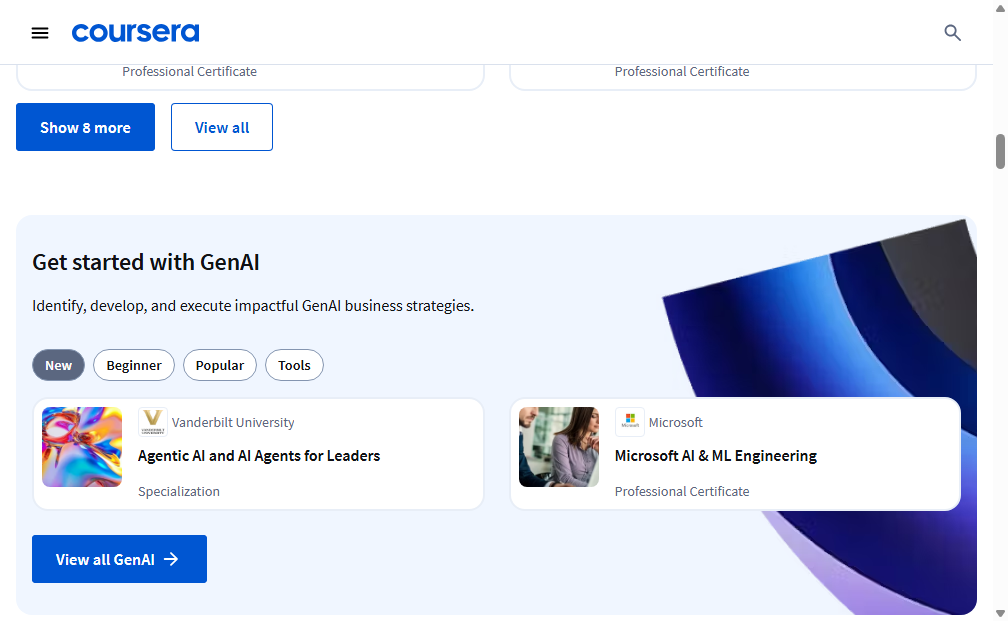 coursera
Professional Certificate
Professional Certificate
Show 8 more
View all
Get started with GenAI
Identify, develop, and execute impactful GenAI business strategies.
New
Beginner
Popular
Tools
Vanderbilt University
Agentic AI and AI Agents for Leaders
Specialization
Microsoft
Microsoft AI & ML Engineering
Professional Certificate
View all GenAI